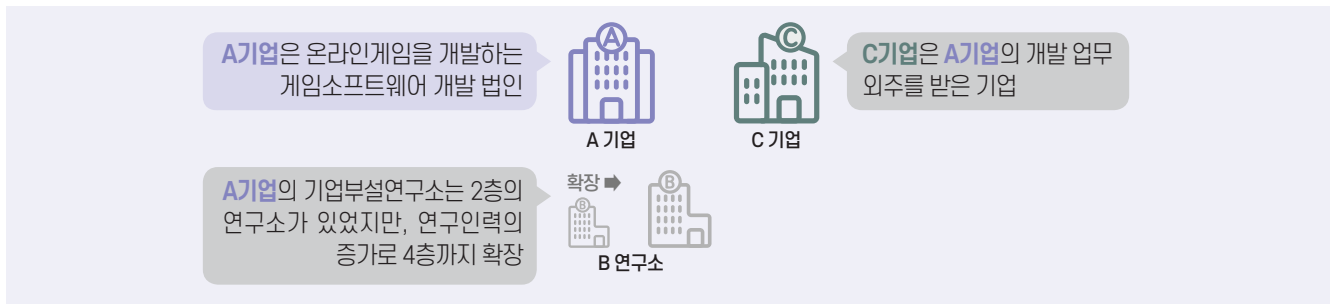 A기업은 온라인게임을 개발하는
게임소프트웨어 개발 법인
A
A 기업
C
C 기업
C기업은 A기업의 개발 업무
외주를 받은 기업
A기업의 기업부설연구소는 2층의
연구소가 있었지만, 연구인력의
증가로 4층까지 확장
확장 ➡
B
B
B 연구소